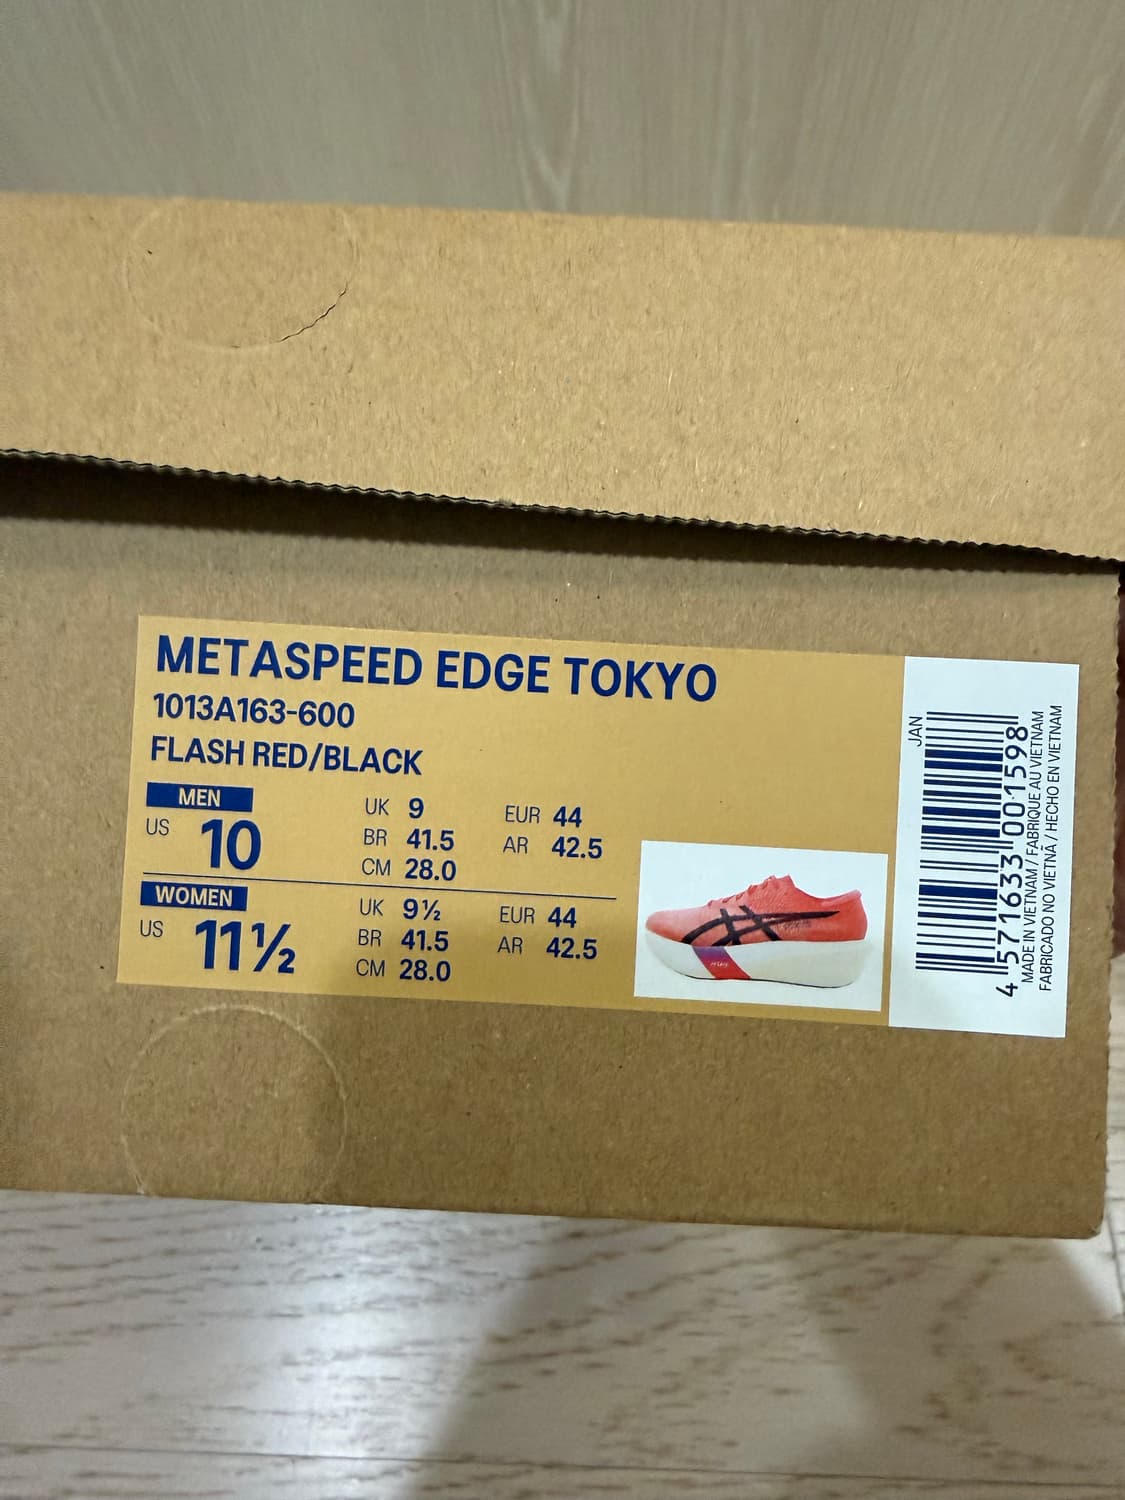 METASPEED EDGE TOKYO
1013A163-600
FLASH RED/BLACK
MEN
US 10
UK 9 EUR 44
BR 41.5 AR 42.5
CM 28.0
WOMEN
US 11½
UK 9½ EUR 44
BR 41.5 AR 42.5
CM 28.0
JAN
4 571633 001598
MADE IN VIETNAM / FABRIQUE AU VIETNAM
FABRICADO NO VIETNÃ / HECHO EN VIETNAM